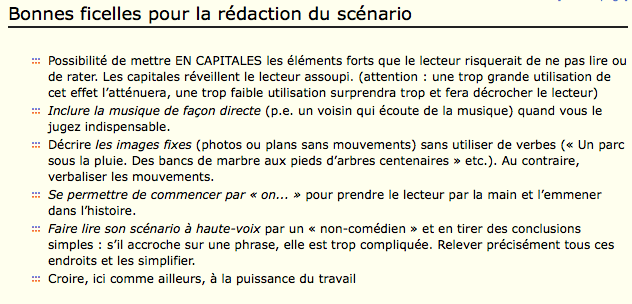 Bonnes ficelles pour la rédaction du scénario
Possibilité de mettre EN CAPITALES les éléments forts que le lecteur risquerait de ne pas lire ou
de rater. Les capitales réveillent le lecteur assoupi. (attention : une trop grande utilisation de
cet effet l’atténuera, une trop faible utilisation surprendra trop et fera décrocher le lecteur)
Inclure la musique de façon directe (p.e. un voisin qui écoute de la musique) quand vous le
jugez indispensable.
Décrire les images fixes (photos ou plans sans mouvements) sans utiliser de verbes (« Un parc
sous la pluie. Des bancs de marbre aux pieds d’arbres centenaires » etc.). Au contraire,
verbaliser les mouvements.
Se permettre de commencer par « on... » pour prendre le lecteur par la main et l’emmener
dans l’histoire.
Faire lire son scénario à haute-voix par un « non-comédien » et en tirer des conclusions
simples : s’il accroche sur une phrase, elle est trop compliquée. Relever précisément tous ces
endroits et les simplifier.
Croire, ici comme ailleurs, à la puissance du travail